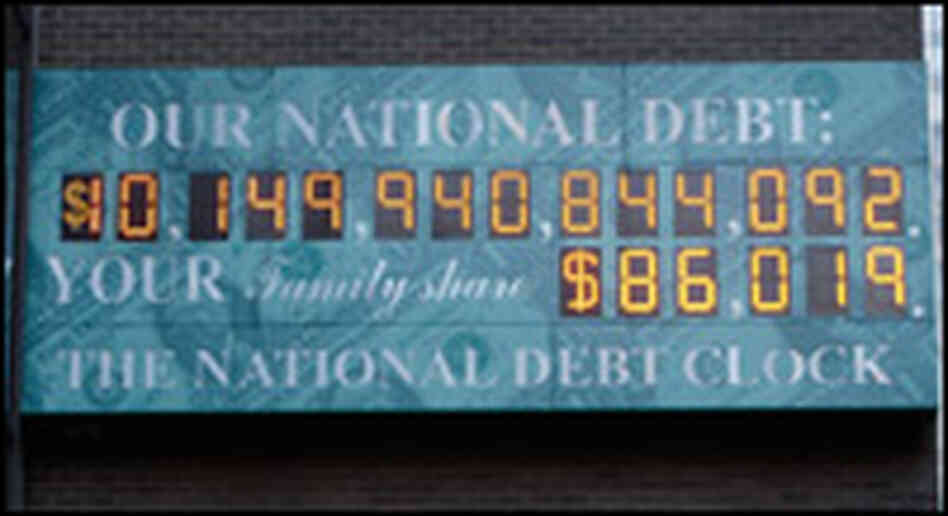 OUR NATIONAL DEBT:
$10,149,940,844,092.
YOUR Family share $86,019.
THE NATIONAL DEBT CLOCK